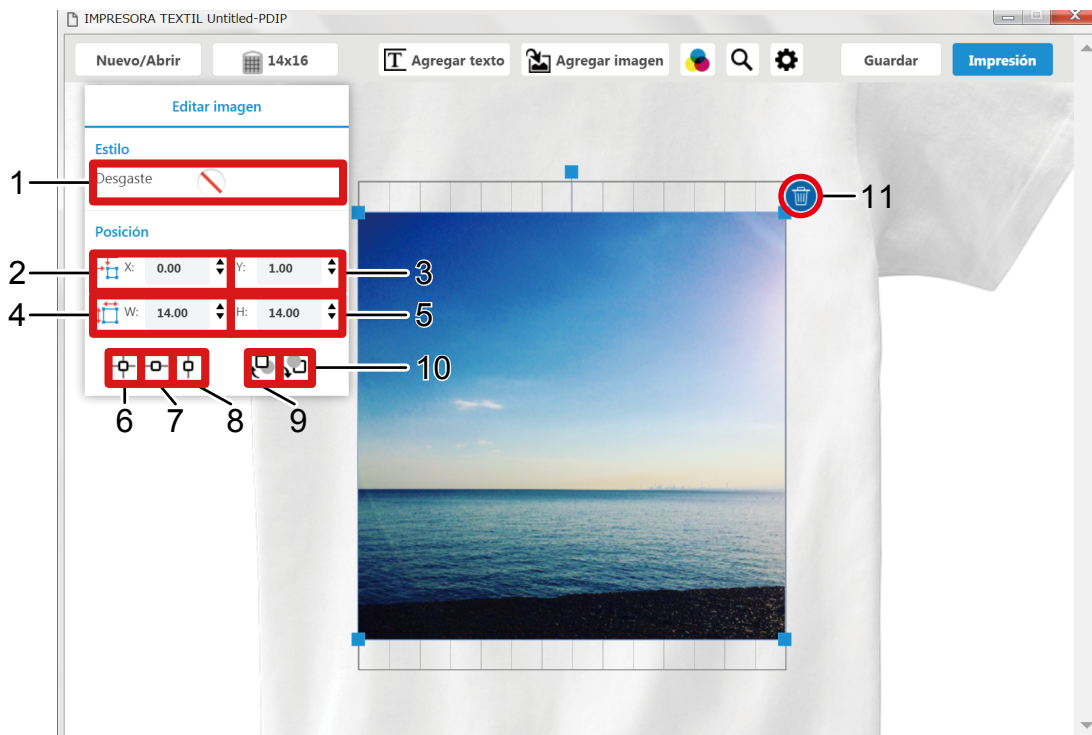 IMPRESORA TEXTIL Untitled-PDIP
Nuevo/Abrir 14x16 Agregar texto Agregar imagen Guardar Impresión
Editar imagen
Estilo
Desgaste
Posición
X: 0.00 Y: 1.00
W: 14.00 H: 14.00
1
2
3
4
5
6
7
8
9
10
11